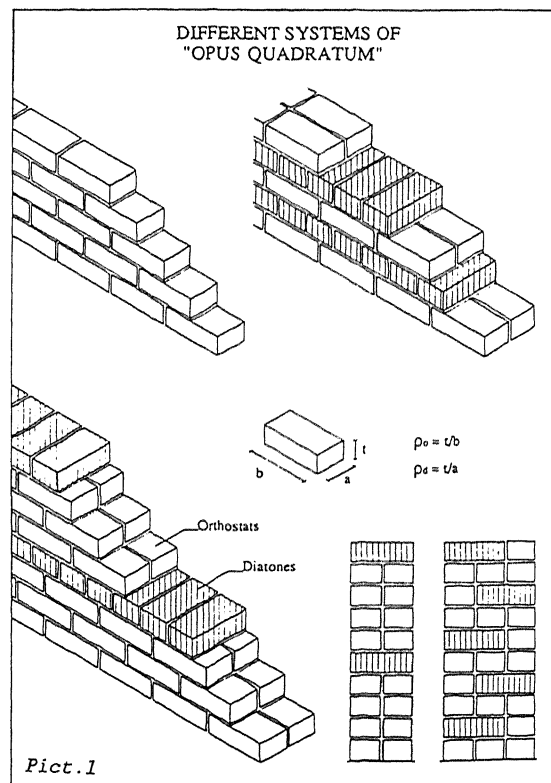 DIFFERENT SYSTEMS OF
"OPUS QUADRATUM"
t
b
a
ρo = t/b
ρd = t/a
Orthostats
Diatones
Pict.1